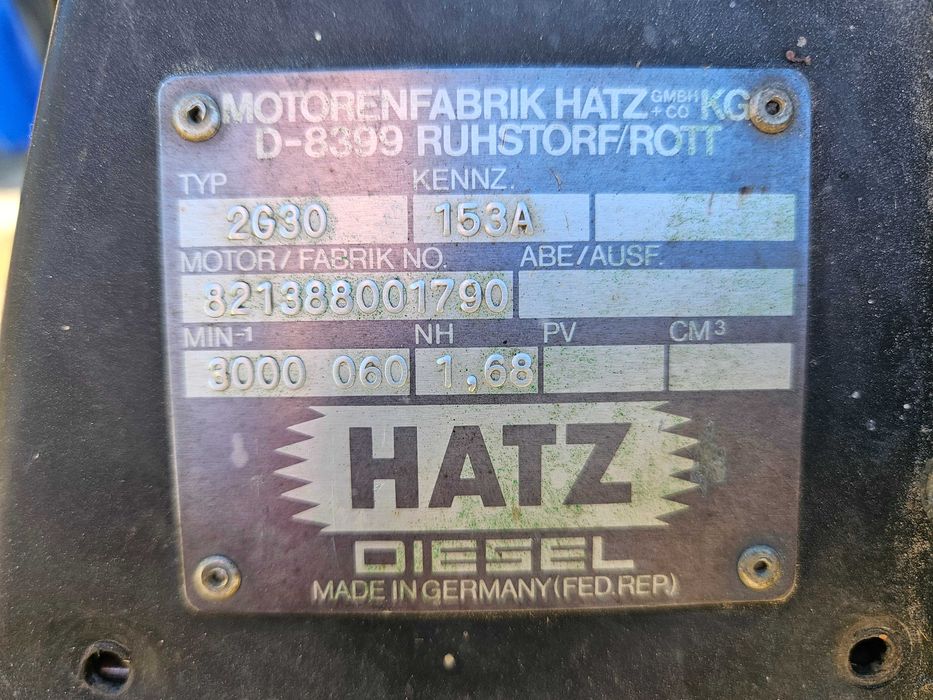 MOTORENFABRIK HATZ GMBH + CO KG
D-8399 RUHSTORF/ROTT
TYP KENNZ.
2G30 153A
MOTOR/FABRIK NO. ABE/AUSF.
821388001790
MIN-1 NH PV CM3
3000 060 1,68
HATZ
DIESEL
MADE IN GERMANY (FED.REP.)